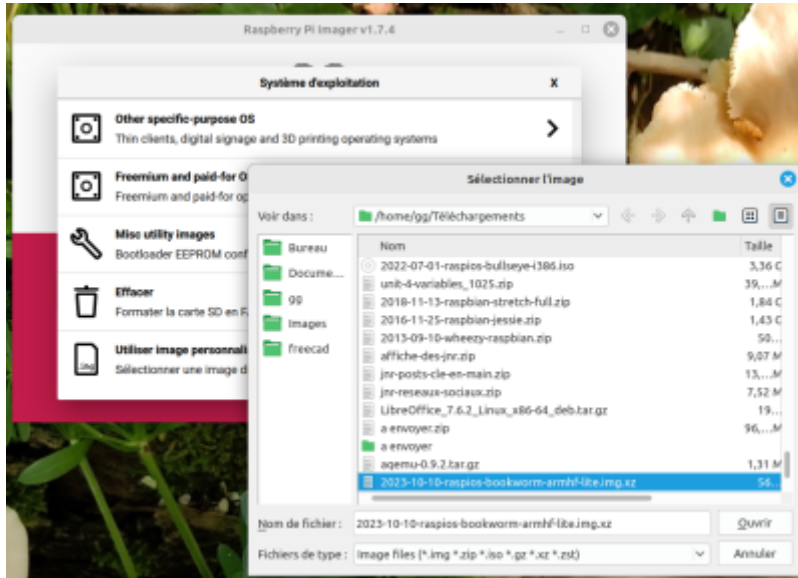 Raspberry Pi Imager v1.7.4
Système d'exploitation
X
Other specific-purpose OS
Thin clients, digital signage and 3D printing operating systems
Freemium and paid-for O
Freemium and paid-for op
Misc utility images
Bootloader EEPROM conf
Effacer
Formater la carte SD en F
Utiliser image personnali
Sélectionner une image d
Sélectionner l'image
Voir dans :
/home/gg/Téléchargements
Bureau
Docume...
gg
Images
freecad
Nom Taille
2022-07-01-raspios-bullseye-i386.iso 3,36 G
unit-4-variables_1025.zip 39,...M
2018-11-13-raspbian-stretch-full.zip 1,84 G
2016-11-25-raspbian-jessie.zip 1,43 G
2013-09-10-wheezy-raspbian.zip 50...
affiche-des-jnr.zip 9,07 M
jnr-posts-cle-en-main.zip 13,...M
jnr-reseaux-sociaux.zip 7,52 M
LibreOffice_7.6.2_Linux_x86-64_deb.tar.gz 19...
a envoyer.zip 96,...M
a envoyer
aqemu-0.9.2.tar.gz 1,31 M
2023-10-10-raspios-bookworm-armhf-lite.img.xz 56...
Nom de fichier : 2023-10-10-raspios-bookworm-armhf-lite.img.xz Ouvrir
Fichiers de type : Image files (*.img *.zip *.iso *.gz *.xz *.zst) Annuler